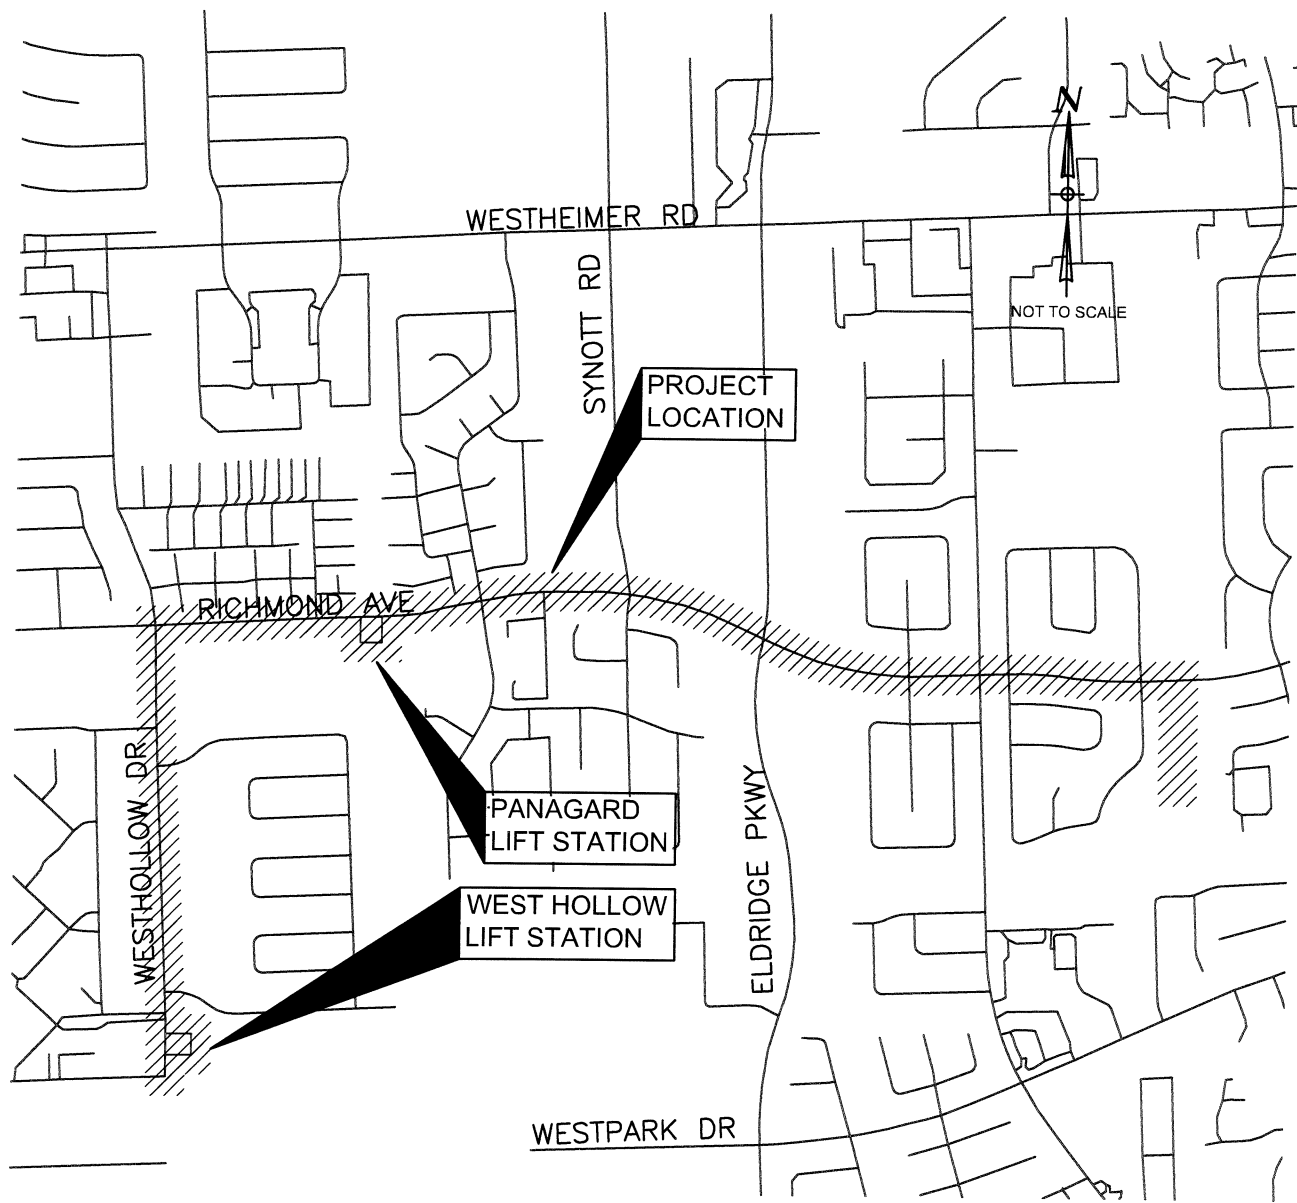 N
WESTHEIMER RD
SYNOTT RD
NOT TO SCALE
PROJECT
LOCATION
RICHMOND AVE
WESTHOLLOW DR
PANAGARD
LIFT STATION
ELDRIDGE PKWY
WEST HOLLOW
LIFT STATION
WESTPARK DR